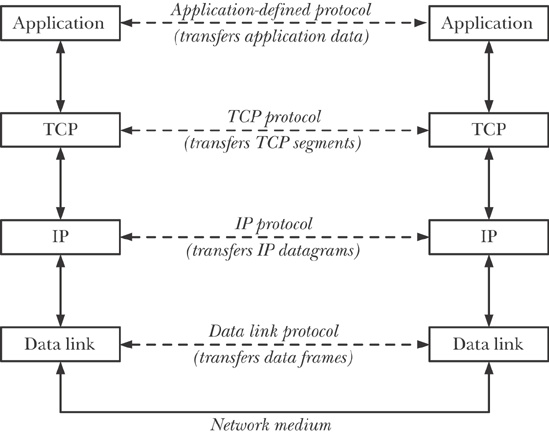 Application
Application-defined protocol
(transfers application data)
Application
TCP
TCP protocol
(transfers TCP segments)
TCP
IP
IP protocol
(transfers IP datagrams)
IP
Data link
Data link protocol
(transfers data frames)
Data link
Network medium